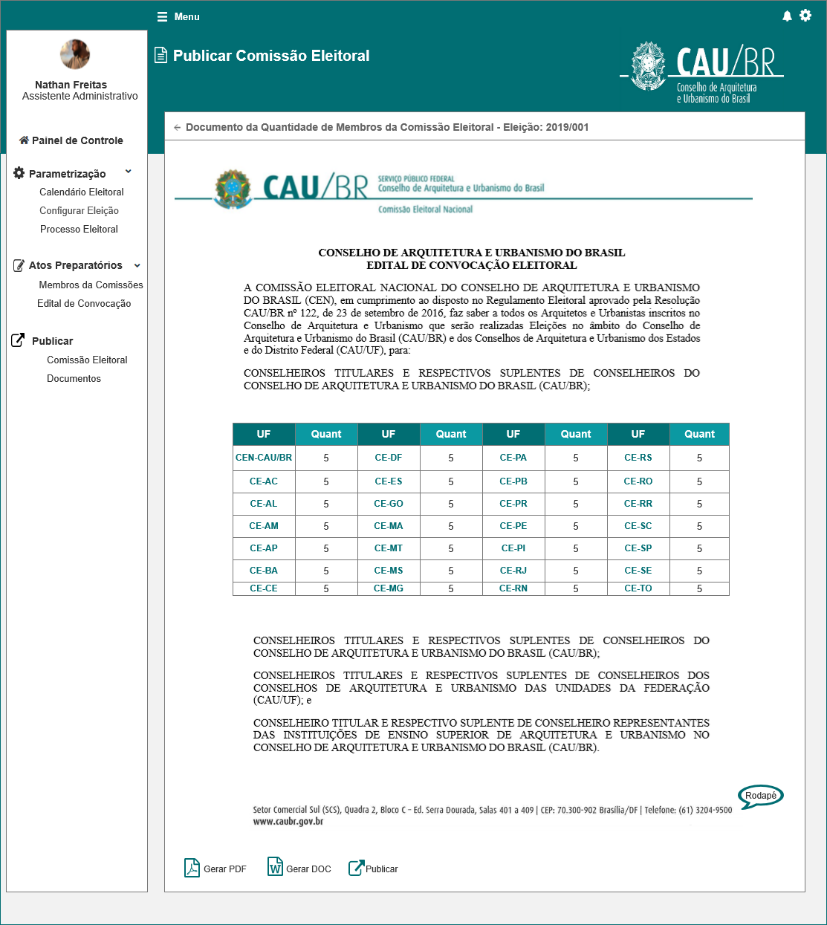 Menu
Publicar Comissão Eleitoral
CAU/BR
Conselho de Arquitetura
e Urbanismo do Brasil
Nathan Freitas
Assistente Administrativo
Painel de Controle
Parametrização
Calendário Eleitoral
Configurar Eleição
Processo Eleitoral
Atos Preparatórios
Membros da Comissões
Edital de Convocação
Publicar
Comissão Eleitoral
Documentos
Documento da Quantidade de Membros da Comissão Eleitoral - Eleição: 2019/001
CAU/BR
SERVIÇO PÚBLICO FEDERAL
Conselho de Arquitetura e Urbanismo do Brasil
Comissão Eleitoral Nacional
CONSELHO DE ARQUITETURA E URBANISMO DO BRASIL
EDITAL DE CONVOCAÇÃO ELEITORAL
A COMISSÃO ELEITORAL NACIONAL DO CONSELHO DE ARQUITETURA E URBANISMO
DO BRASIL (CEN), em cumprimento ao disposto no Regulamento Eleitoral aprovado pela Resolução
CAU/BR nº 122, de 23 de setembro de 2016, faz saber a todos os Arquitetos e Urbanistas inscritos no
Conselho de Arquitetura e Urbanismo que serão realizadas Eleições no âmbito do Conselho de
Arquitetura e Urbanismo do Brasil (CAU/BR) e dos Conselhos de Arquitetura e Urbanismo dos Estados
e do Distrito Federal (CAU/UF), para:
CONSELHEIROS TITULARES E RESPECTIVOS SUPLENTES DE CONSELHEIROS DO
CONSELHO DE ARQUITETURA E URBANISMO DO BRASIL (CAU/BR);
UF Quant UF Quant UF Quant UF Quant
CEN-CAU/BR 5 CE-DF 5 CE-PA 5 CE-RS 5
CE-AC 5 CE-ES 5 CE-PB 5 CE-RO 5
CE-AL 5 CE-GO 5 CE-PR 5 CE-RR 5
CE-AM 5 CE-MA 5 CE-PE 5 CE-SC 5
CE-AP 5 CE-MT 5 CE-PI 5 CE-SP 5
CE-BA 5 CE-MS 5 CE-RJ 5 CE-SE 5
CE-CE 5 CE-MG 5 CE-RN 5 CE-TO 5
CONSELHEIROS TITULARES E RESPECTIVOS SUPLENTES DE CONSELHEIROS DO
CONSELHO DE ARQUITETURA E URBANISMO DO BRASIL (CAU/BR);
CONSELHEIROS TITULARES E RESPECTIVOS SUPLENTES DE CONSELHEIROS DOS
CONSELHOS DE ARQUITETURA E URBANISMO DAS UNIDADES DA FEDERAÇÃO
(CAU/UF); e
CONSELHEIRO TITULAR E RESPECTIVO SUPLENTE DE CONSELHEIRO REPRESENTANTES
DAS INSTITUIÇÕES DE ENSINO SUPERIOR DE ARQUITETURA E URBANISMO NO
CONSELHO DE ARQUITETURA E URBANISMO DO BRASIL (CAU/BR).
Rodapé
Setor Comercial Sul (SCS), Quadra 2, Bloco C – Ed. Serra Dourada, Salas 401 a 409 | CEP: 70.300-902 Brasília/DF | Telefone: (61) 3204-9500
www.caubr.gov.br
Gerar PDF
W Gerar DOC
Publicar